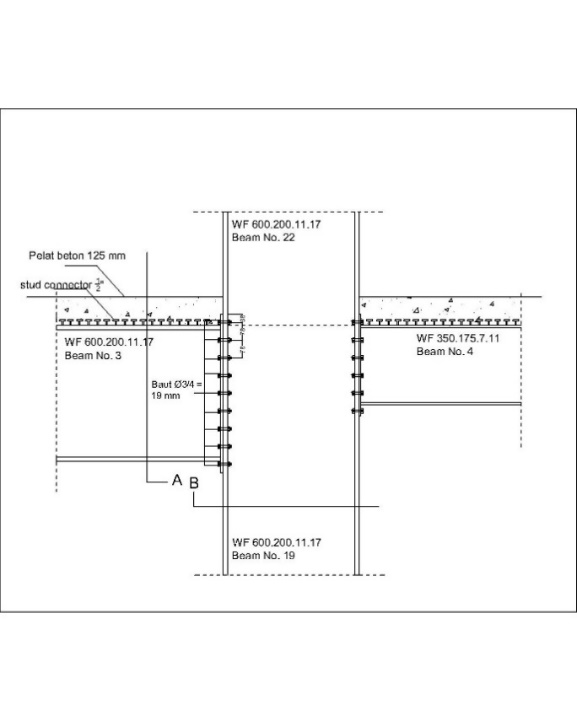 WF 600.200.11.17
Beam No. 22
Pelat beton 125 mm
stud connector
WF 600.200.11.17
Beam No. 3
WF 350.175.7.11
Beam No. 4
Baut Ø3/4 =
19 mm
A
B
WF 600.200.11.17
Beam No. 19